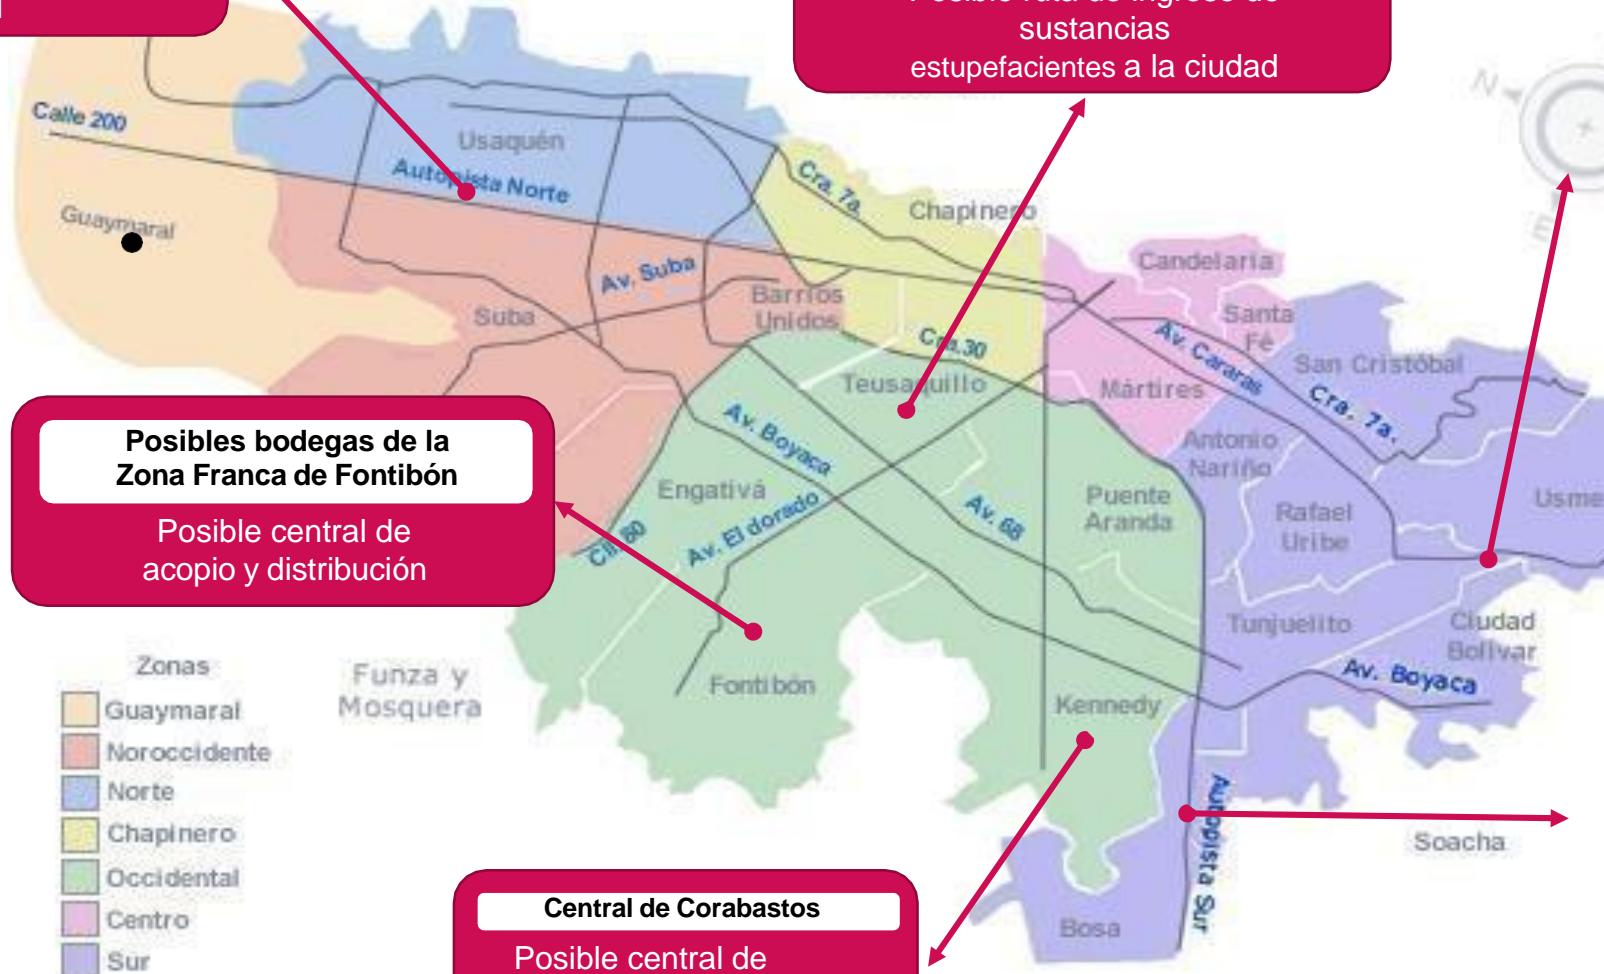 sustancias
estupefacientes a la ciudad
N
E
Calle 200
Usaquén
Autopista Norte
Guaymaral
Cra. 7a.
Chapinero
Candelaria
Av. Suba
Suba
Barrios
Unidos
Santa
Fé
Cra.30
Av. Cararas
San Cristóbal
Teusaquillo
Mártires
Cra. 7a.
Posibles bodegas de la
Zona Franca de Fontibón
Posible central de
acopio y distribución
Av. Boyaca
Antonio
Nariño
Engativá
Av. El dorado
Cll. 80
Av. 68
Puente
Aranda
Rafael
Uribe
Usme
Tunjuelito
Ciudad
Bolívar
Av. Boyaca
Fontibón
Kennedy
Funza y
Mosquera
Zonas
Guaymaral
Noroccidente
Norte
Chapinero
Occidental
Centro
Sur
Autopista Sur
Soacha
Bosa
Central de Corabastos
Posible central de